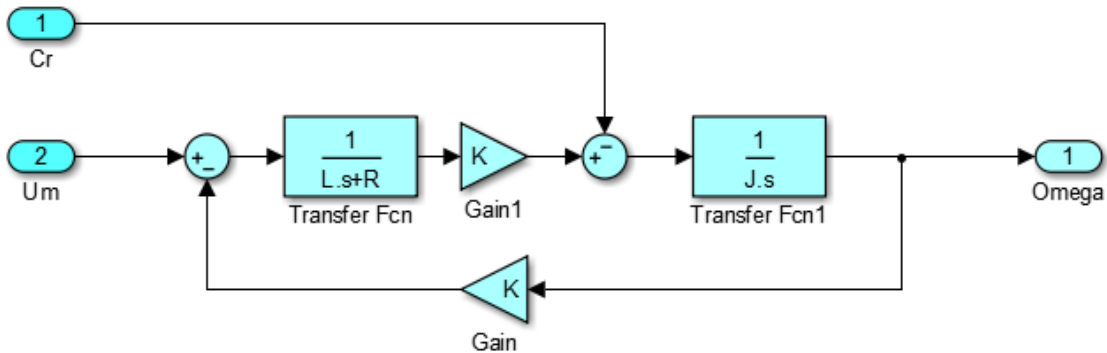 1
Cr
2
Um
+
−
1
L.s+R
Transfer Fcn
K
Gain1
+
−
1
J.s
Transfer Fcn1
1
Omega
K
Gain